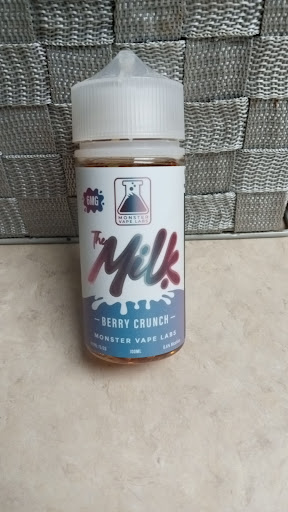 6MG
MONSTER
VAPE LABS
The
Milk
BERRY CRUNCH
MONSTER VAPE LABS
100ML